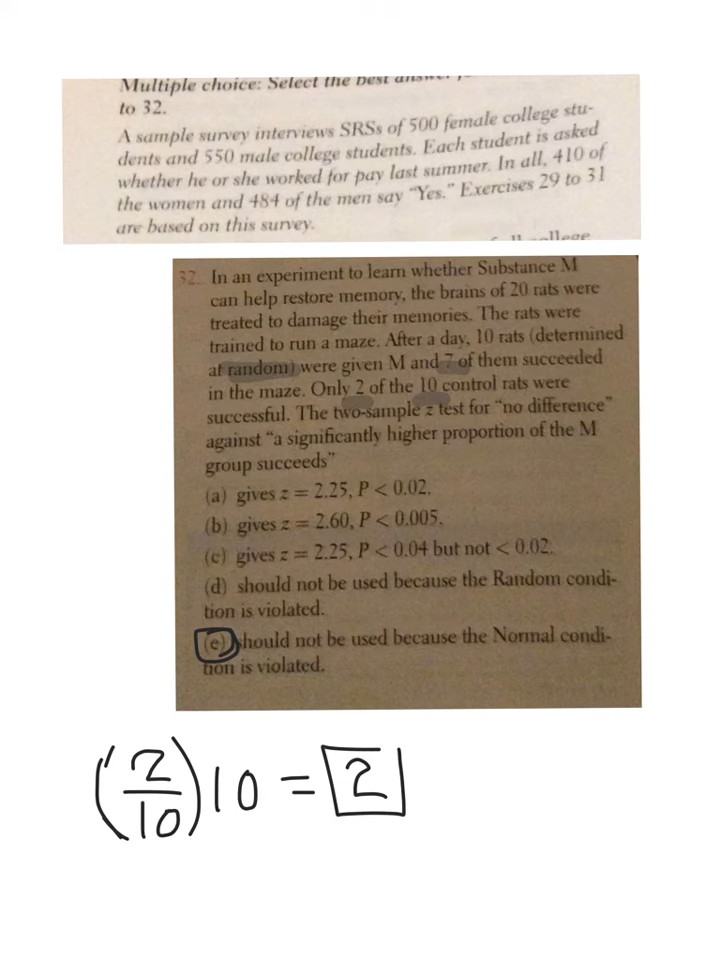 Multiple choice: Select the best
to 32.
A sample survey interviews SRSs of 500 female college stu-
dents and 550 male college students. Each student is asked
whether he or she worked for pay last summer. In all, 410 of
the women and 484 of the men say “Yes.” Exercises 29 to 31
are based on this survey.
college
32. In an experiment to learn whether Substance M
can help restore memory, the brains of 20 rats were
treated to damage their memories. The rats were
trained to run a maze. After a day, 10 rats (determined
at random) were given M and 7 of them succeeded
in the maze. Only 2 of the 10 control rats were
successful. The two-sample z test for “no difference”
against “a significantly higher proportion of the M
group succeeds”
(a) gives z = 2.25, P < 0.02.
(b) gives z = 2.60, P < 0.005.
(c) gives z = 2.25, P < 0.04 but not < 0.02.
(d) should not be used because the Random condi-
tion is violated.
(e) should not be used because the Normal condi-
tion is violated.
(2/10)10 = 2